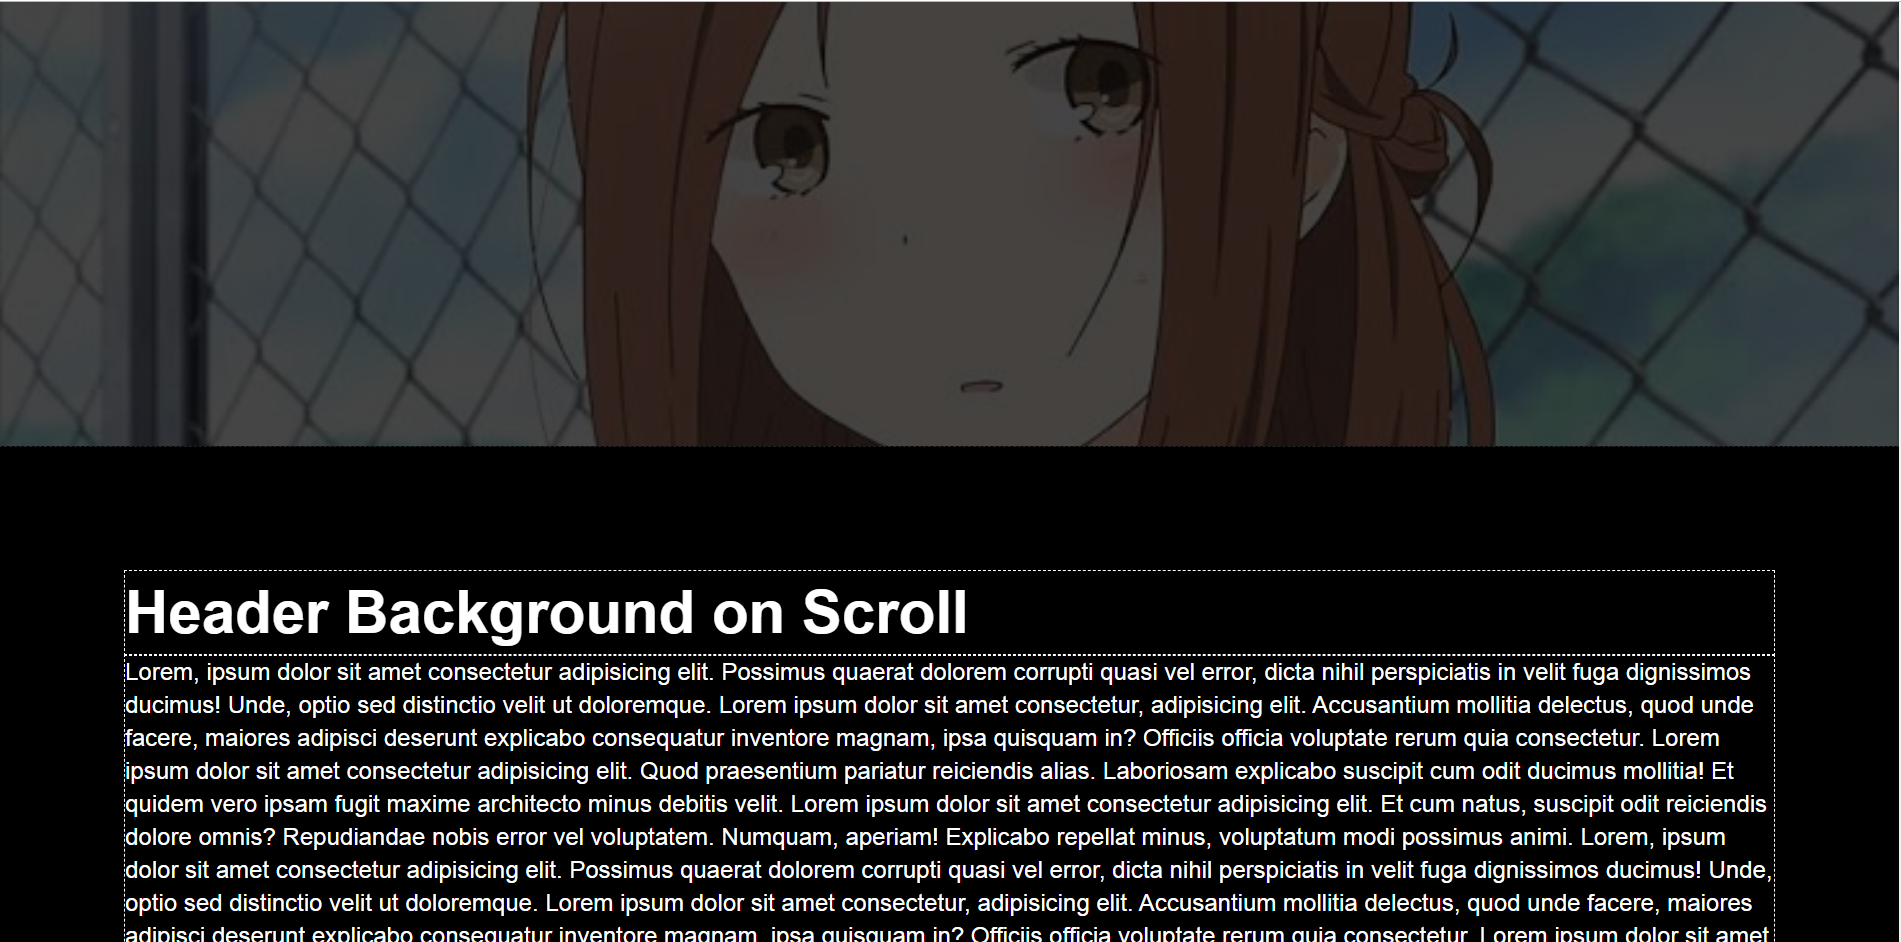 Header Background on Scroll
Lorem, ipsum dolor sit amet consectetur adipisicing elit. Possimus quaerat dolorem corrupti quasi vel error, dicta nihil perspiciatis in velit fuga dignissimos
ducimus! Unde, optio sed distinctio velit ut doloremque. Lorem ipsum dolor sit amet consectetur, adipisicing elit. Accusantium mollitia delectus, quod unde
facere, maiores adipisci deserunt explicabo consequatur inventore magnam, ipsa quisquam in? Officiis officia voluptate rerum quia consectetur. Lorem
ipsum dolor sit amet consectetur adipisicing elit. Quod praesentium pariatur reiciendis alias. Laboriosam explicabo suscipit cum odit ducimus mollitia! Et
quidem vero ipsam fugit maxime architecto minus debitis velit. Lorem ipsum dolor sit amet consectetur adipisicing elit. Et cum natus, suscipit odit reiciendis
dolore omnis? Repudiandae nobis error vel voluptatem. Numquam, aperiam! Explicabo repellat minus, voluptatum modi possimus animi. Lorem, ipsum
dolor sit amet consectetur adipisicing elit. Possimus quaerat dolorem corrupti quasi vel error, dicta nihil perspiciatis in velit fuga dignissimos ducimus! Unde,
optio sed distinctio velit ut doloremque. Lorem ipsum dolor sit amet consectetur, adipisicing elit. Accusantium mollitia delectus, quod unde facere, maiores
adipisci deserunt explicabo consequatur inventore magnam, ipsa quisquam in? Officiis officia voluptate rerum quia consectetur. Lorem ipsum dolor sit amet